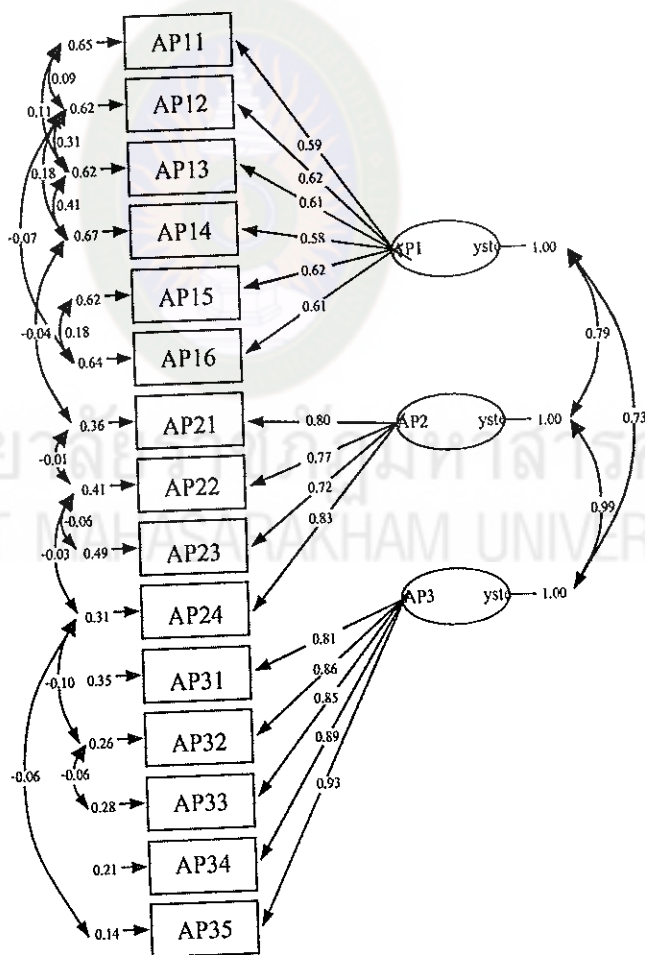 0.65 AP11
0.09
0.11 0.62 AP12
0.31 0.59
0.18 0.62 AP13 0.62
0.41 0.61
-0.07 0.67 AP14 0.58 AP1 yst 1.00
0.62 AP15 0.62
-0.04 0.18 0.61
0.64 AP16 0.79
0.36 AP21 0.80 AP2 yst 1.00 0.73
-0.01 0.77
0.41 AP22 0.72
-0.06 0.83 0.99
-0.03 0.49 AP23
T MAHASARAKHAM UNIVER
0.31 AP24 AP3 yst 1.00
0.81
-0.10 0.35 AP31 0.86
0.85
0.26 AP32 0.89
-0.06 -0.06 0.93
0.28 AP33
0.21 AP34
0.14 AP35